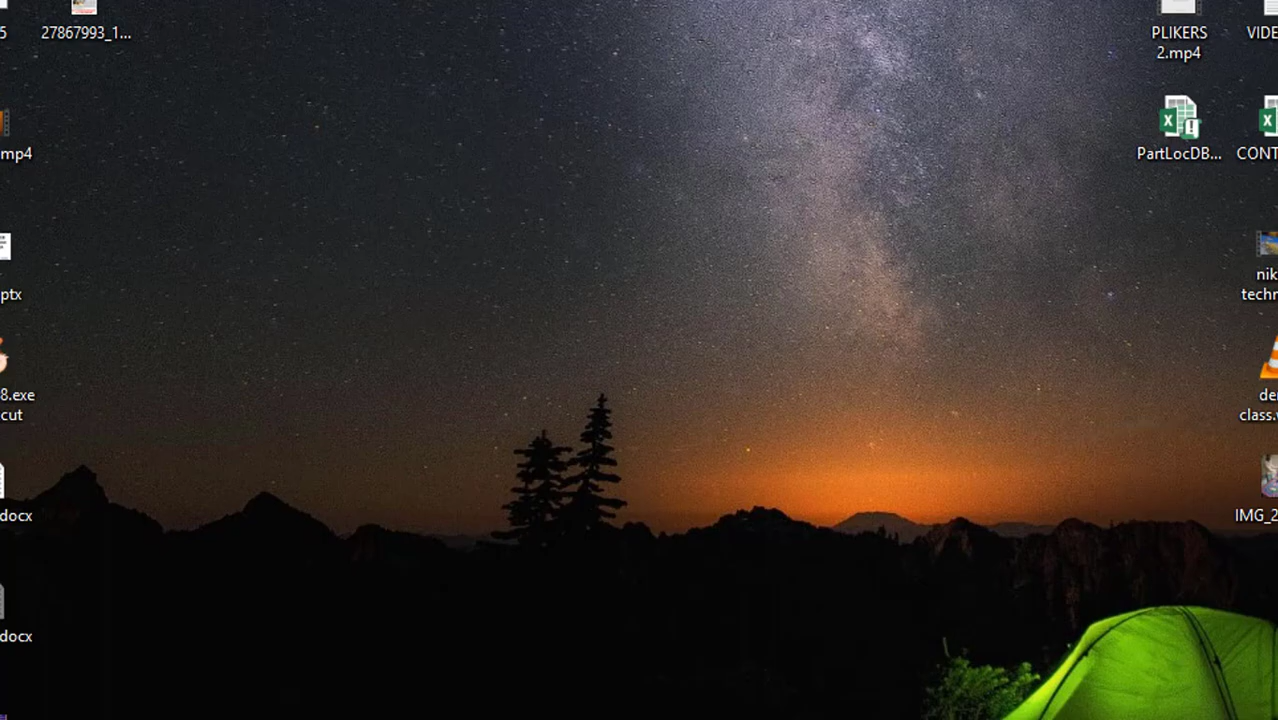 5
27867993_1...
mp4
ptx
8.exe
cut
docx
docx
PLIKERS
2.mp4
VIDE
PartLocDB...
CONT
nik
techn
de
class.v
IMG_2